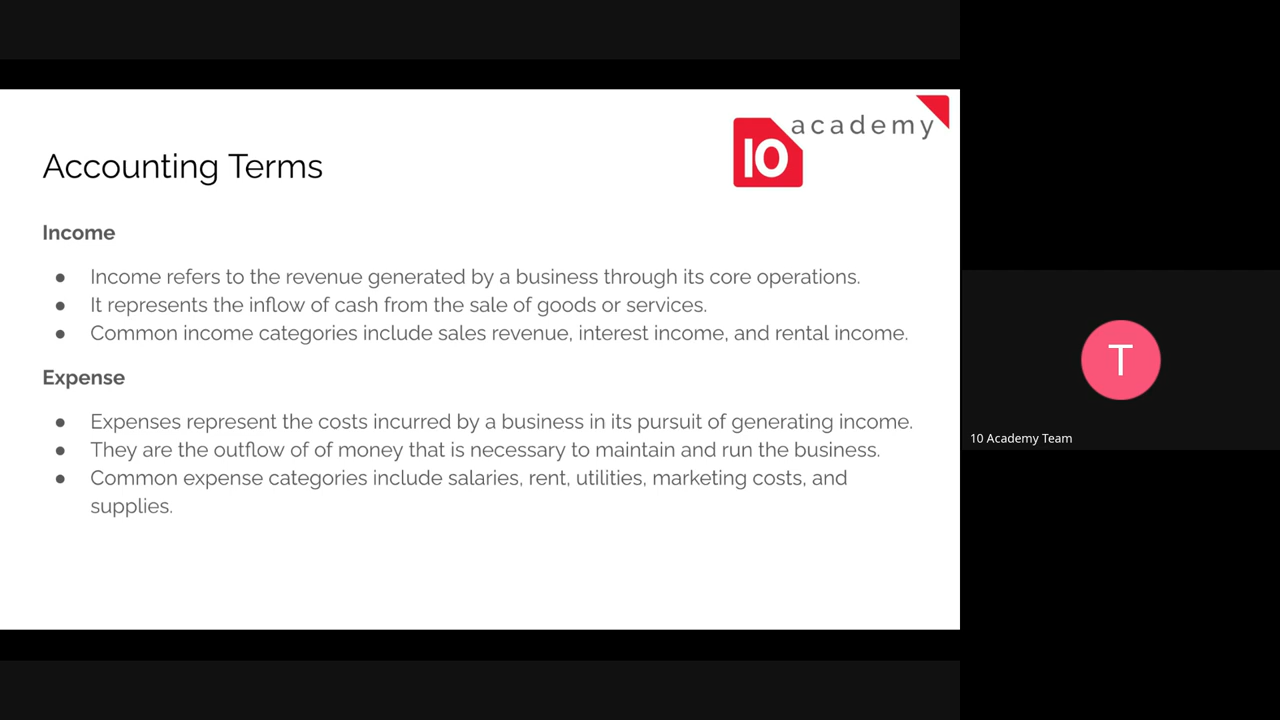 academy
10
Accounting Terms
Income
● Income refers to the revenue generated by a business through its core operations.
● It represents the inflow of cash from the sale of goods or services.
● Common income categories include sales revenue, interest income, and rental income.
Expense
● Expenses represent the costs incurred by a business in its pursuit of generating income.
● They are the outflow of of money that is necessary to maintain and run the business.
● Common expense categories include salaries, rent, utilities, marketing costs, and
supplies.
T
10 Academy Team